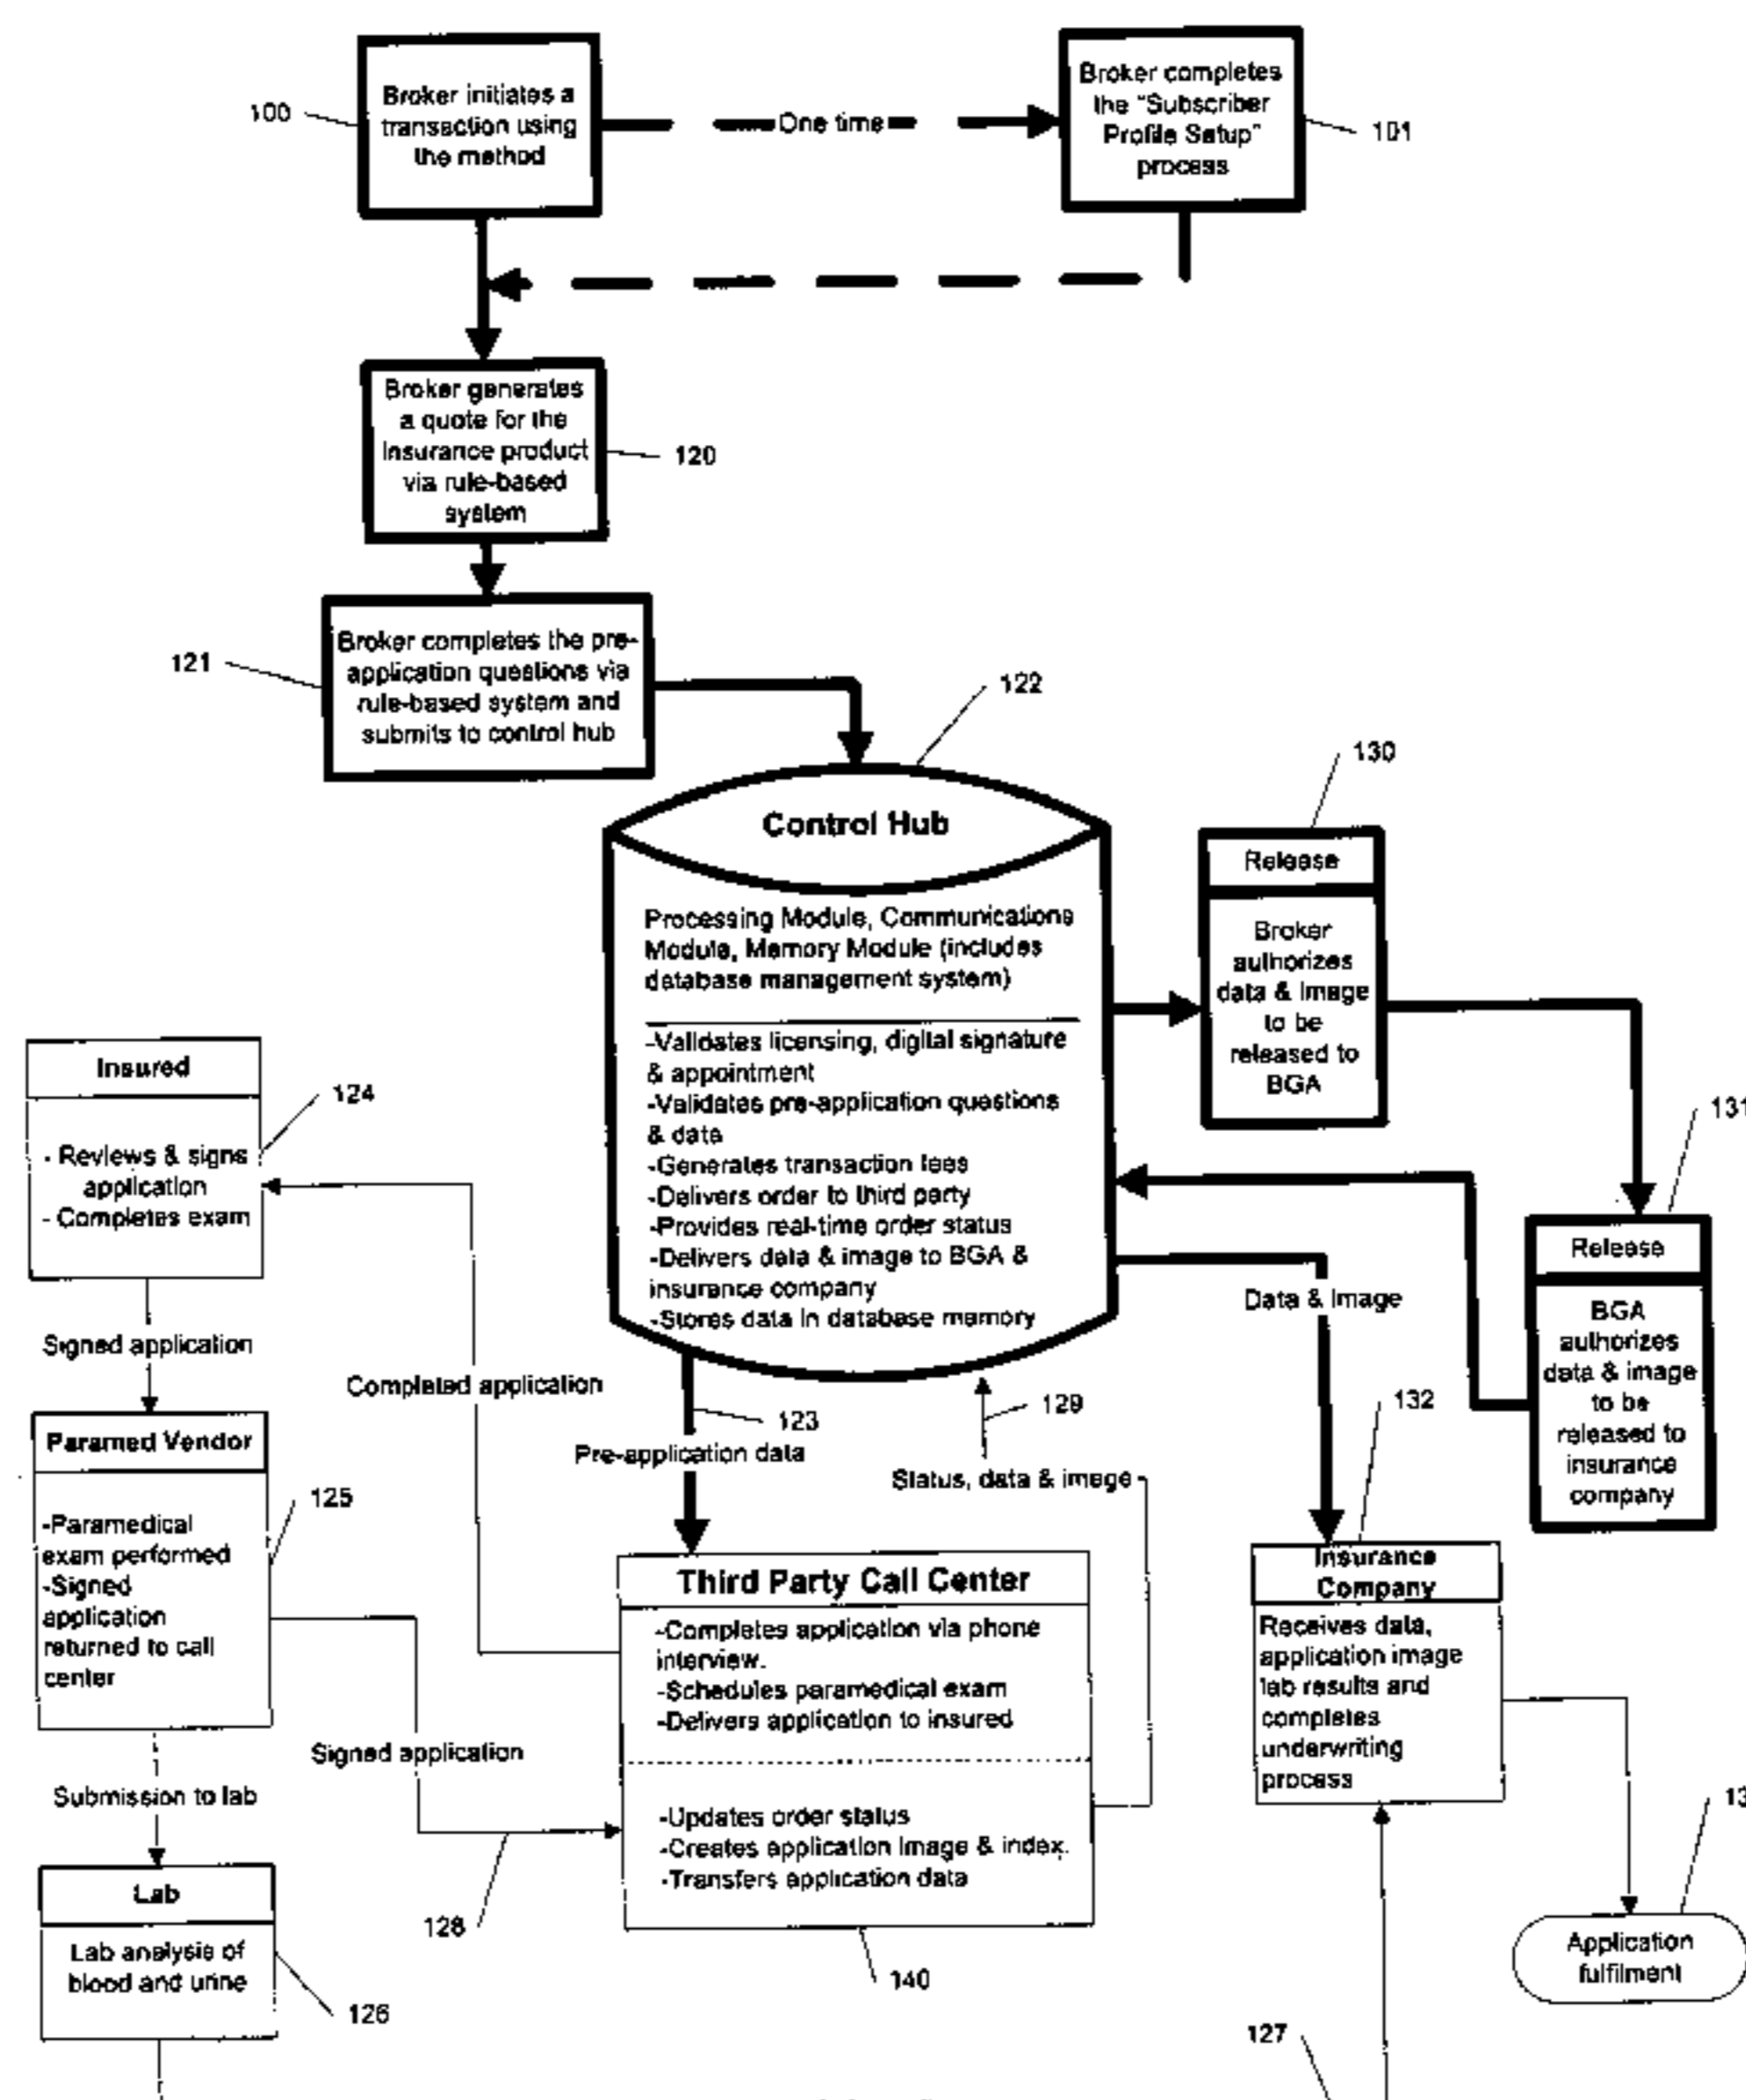 100
Broker initiates a
transaction using
the method
One time
Broker completes
the "Subscriber
Profile Setup"
process
101
Broker generates
a quote for the
insurance product
via rule-based
system
120
121
Broker completes the pre-
application questions via
rule-based system and
submits to control hub
122
Control Hub
Processing Module, Communications
Module, Memory Module (includes
database management system)
-Validates licensing, digital signature
& appointment
-Validates pre-application questions
& data
-Generates transaction fees
-Delivers order to third party
-Provides real-time order status
-Delivers data & image to BGA &
insurance company
-Stores data in database memory
130
Release
Broker
authorizes
data & image
to be
released to
BGA
131
Release
BGA
authorizes
data & image
to be
released to
insurance
company
Insured
124
- Reviews & signs
application
- Completes exam
Signed application
Completed application
123
Pre-application data
129
Status, data & image
Data & Image
132
Paramed Vendor
125
-Paramedical
exam performed
-Signed
application
returned to call
center
Third Party Call Center
-Completes application via phone
interview.
-Schedules paramedical exam
-Delivers application to insured
-Updates order status
-Creates application image & index.
-Transfers application data
140
Insurance
Company
Receives data,
application image
lab results and
completes
underwriting
process
Signed application
128
Submission to lab
Lab
Lab analysis of
blood and urine
126
Application
fulfilment
127